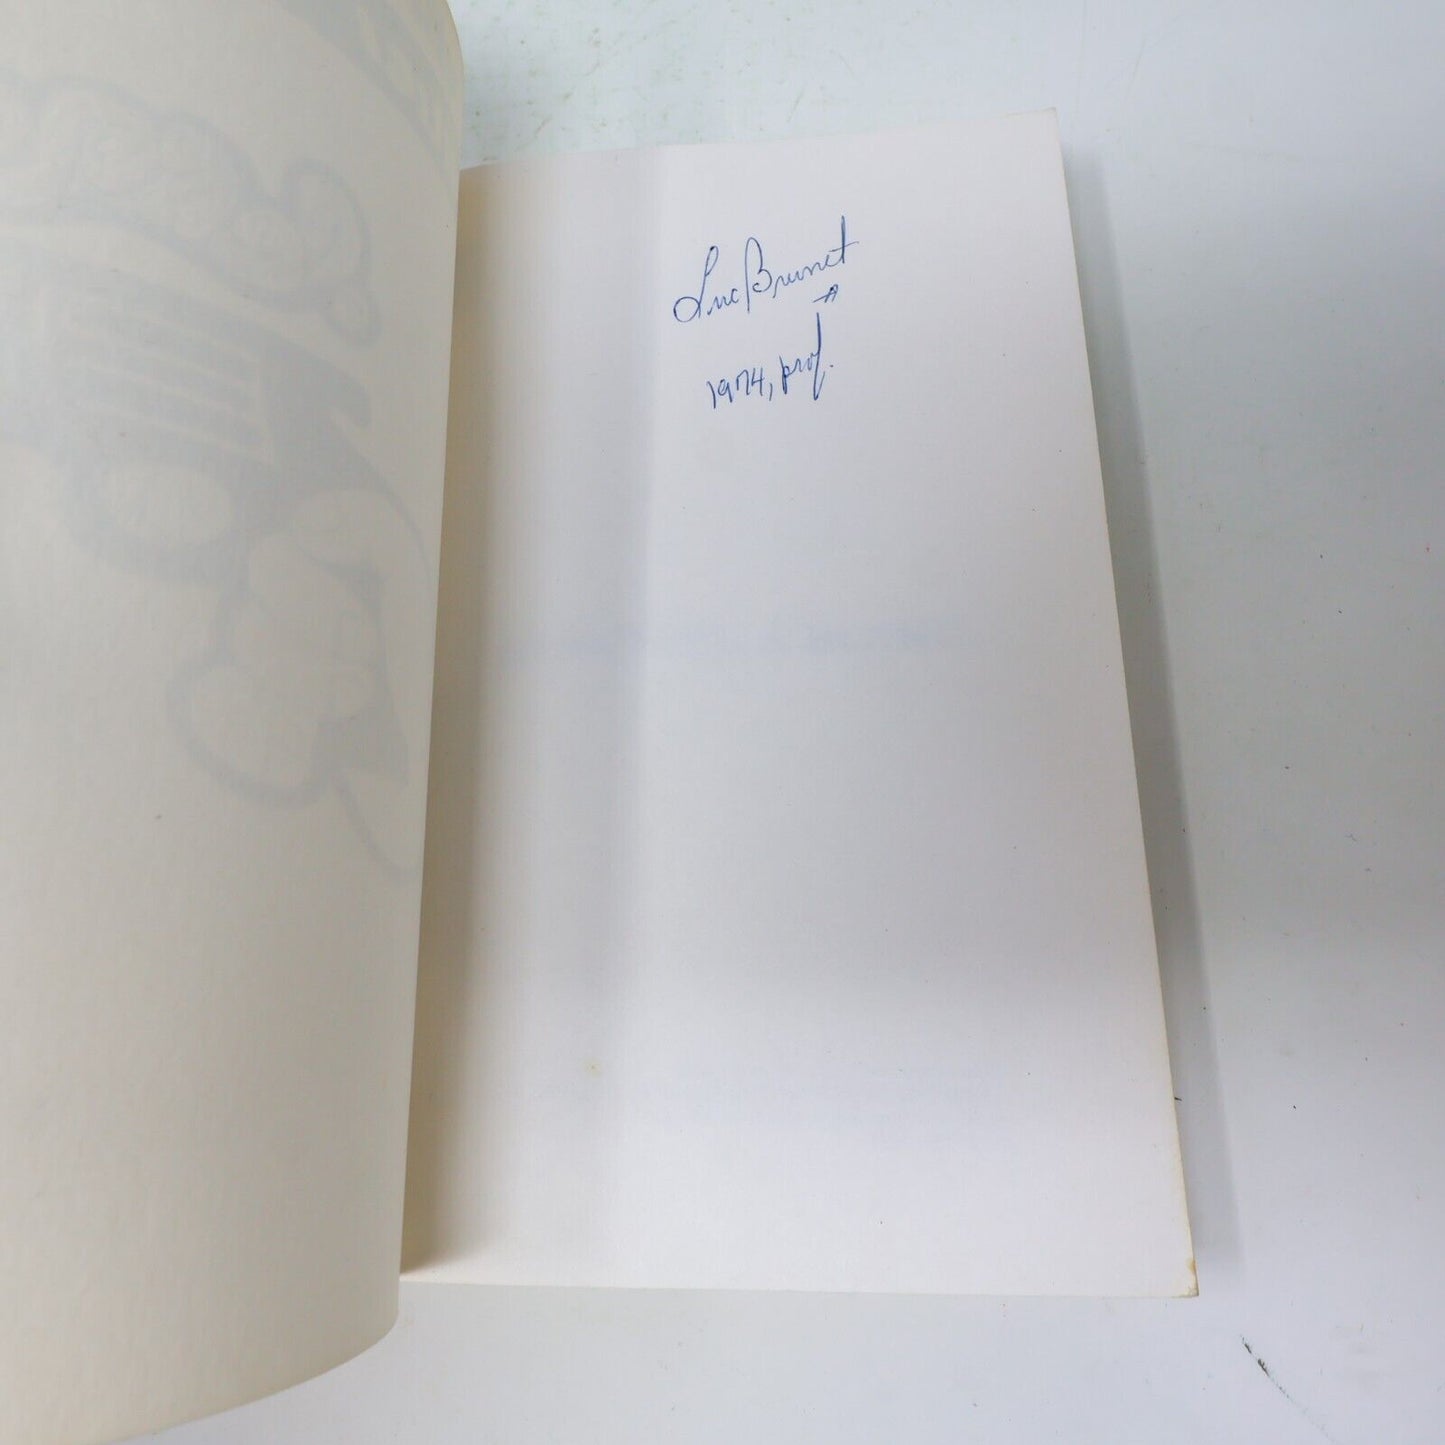 Luc Brunet
1974, prof.